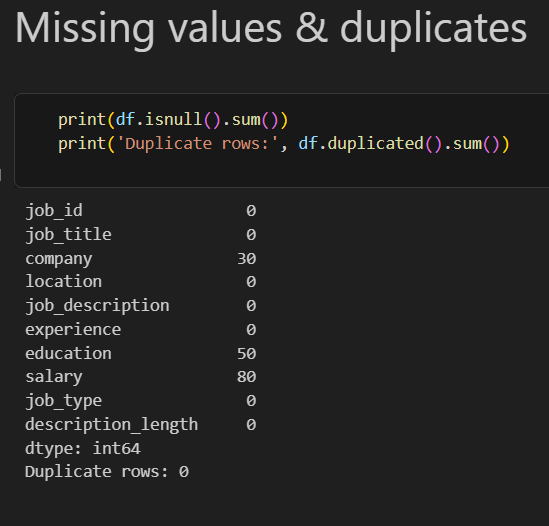 Missing values & duplicates
print(df.isnull().sum())
print('Duplicate rows:', df.duplicated().sum())
job_id 0
job_title 0
company 30
location 0
job_description 0
experience 0
education 50
salary 80
job_type 0
description_length 0
dtype: int64
Duplicate rows: 0